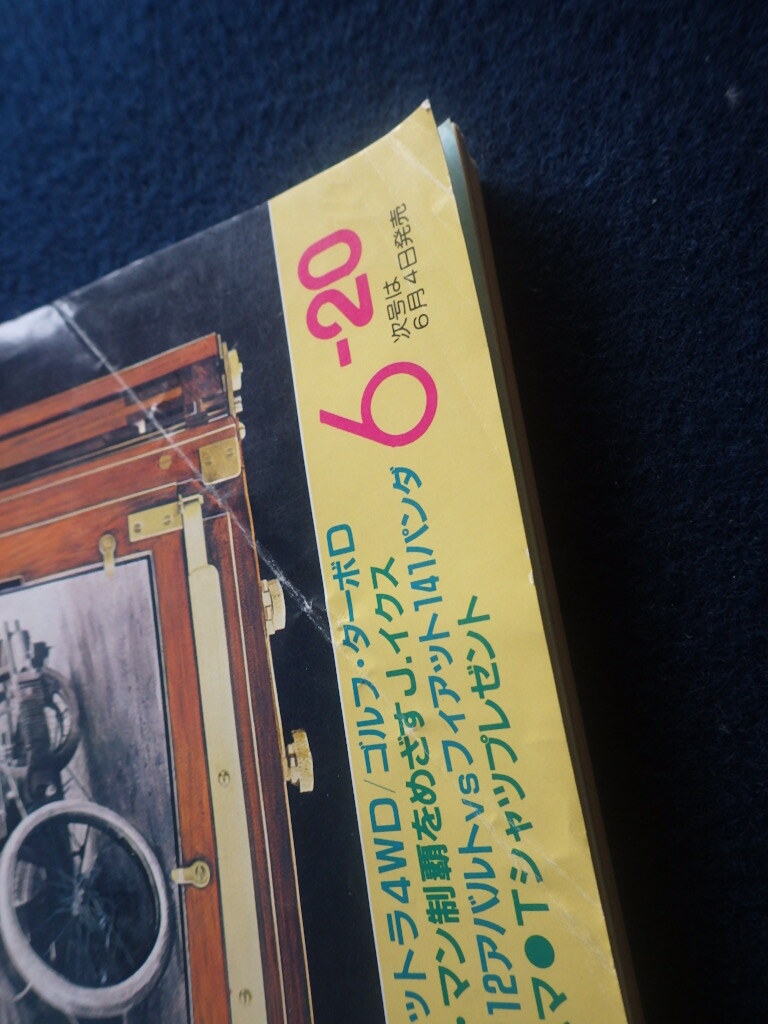 6-20
次号は
6月4日発売
ットラ4WD/ゴルフ・ターボロ
マン制覇をめざすJ.イクス
12アバルトvsフィアット141パンダ
マ●Tシャツプレゼント